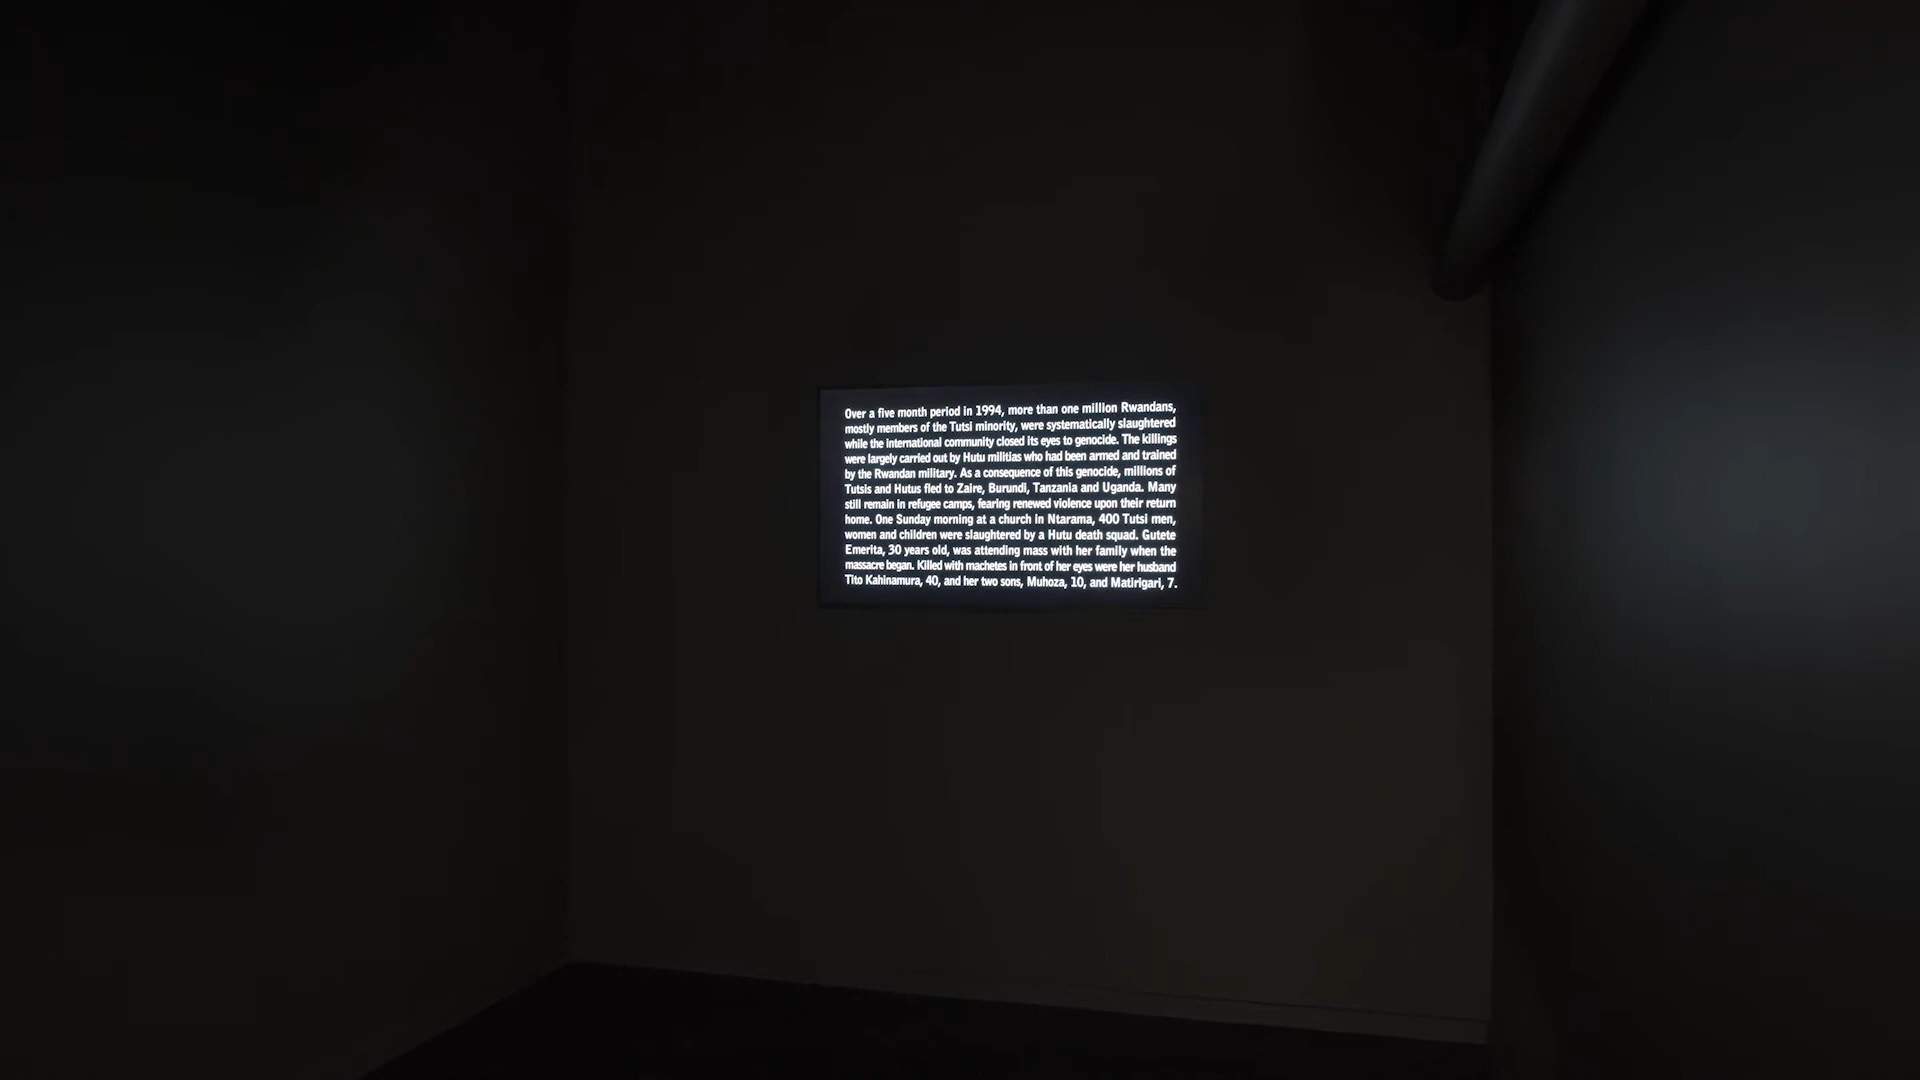 Over a five month period in 1994, more than one million Rwandans,
mostly members of the Tutsi minority, were systematically slaughtered
while the international community closed its eyes to genocide. The killings
were largely carried out by Hutu militias who had been armed and trained
by the Rwandan military. As a consequence of this genocide, millions of
Tutsis and Hutus fled to Zaire, Burundi, Tanzania and Uganda. Many
still remain in refugee camps, fearing renewed violence upon their return
home. One Sunday morning at a church in Ntarama, 400 Tutsi men,
women and children were slaughtered by a Hutu death squad. Gutete
Emerita, 30 years old, was attending mass with her family when the
massacre began. Killed with machetes in front of her eyes were her husband
Tito Kahinamura, 40, and her two sons, Muhoza, 10, and Matirigari, 7.